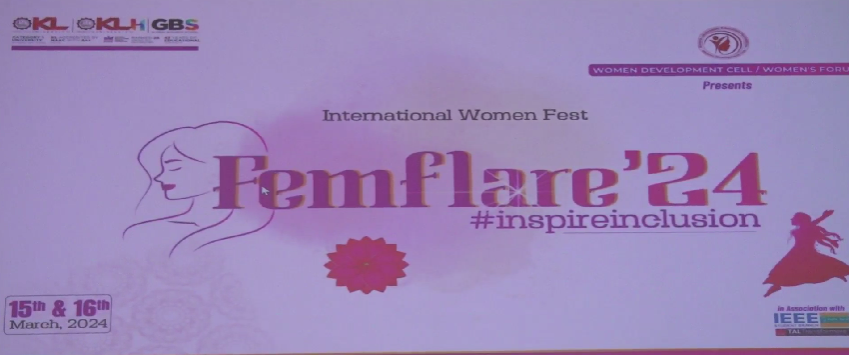 KL KLH GBS
WOMEN DEVELOPMENT CELL / WOMEN'S FORU
Presents
International Women Fest
Femflare'24
#inspireinclusion
15th & 16th
March, 2024
In Association with
IEEE